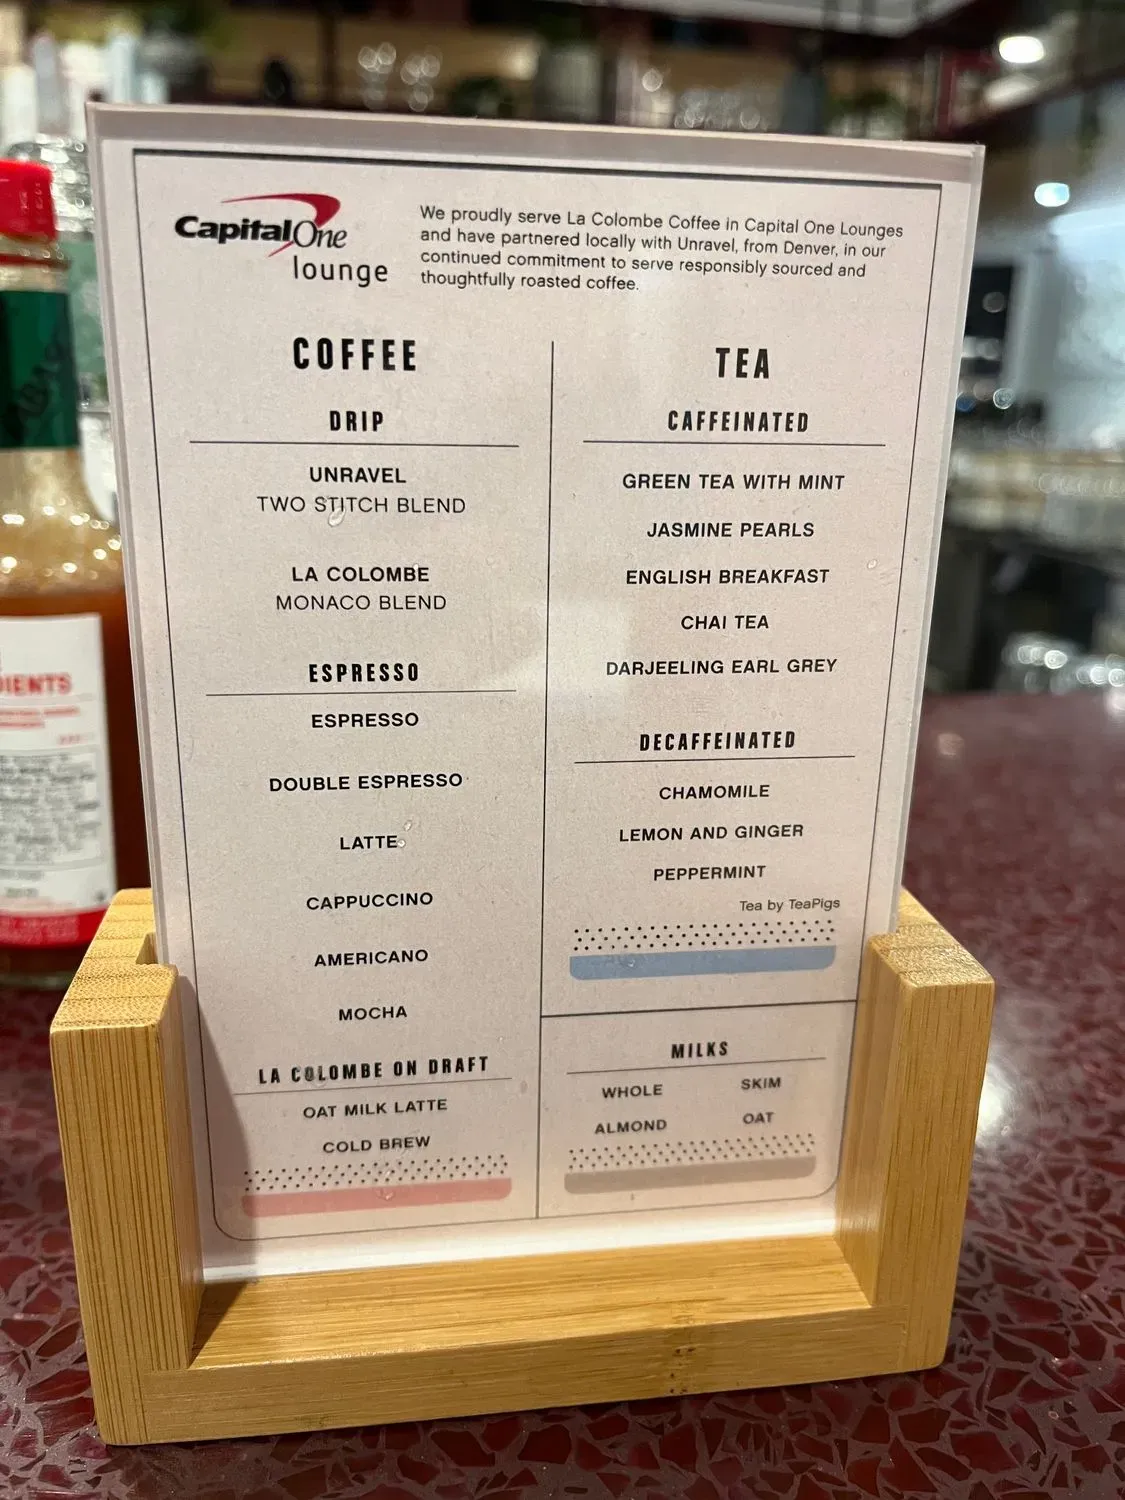 CapitalOne
lounge
We proudly serve La Colombe Coffee in Capital One Lounges
and have partnered locally with Unravel, from Denver, in our
continued commitment to serve responsibly sourced and
thoughtfully roasted coffee.
COFFEE
DRIP
UNRAVEL
TWO STITCH BLEND
LA COLOMBE
MONACO BLEND
ESPRESSO
ESPRESSO
DOUBLE ESPRESSO
LATTE
CAPPUCCINO
AMERICANO
MOCHA
LA COLOMBE ON DRAFT
OAT MILK LATTE
COLD BREW
TEA
CAFFEINATED
GREEN TEA WITH MINT
JASMINE PEARLS
ENGLISH BREAKFAST
CHAI TEA
DARJEELING EARL GREY
DECAFFEINATED
CHAMOMILE
LEMON AND GINGER
PEPPERMINT
Tea by TeaPigs
MILKS
WHOLE SKIM
ALMOND OAT
DIENTS